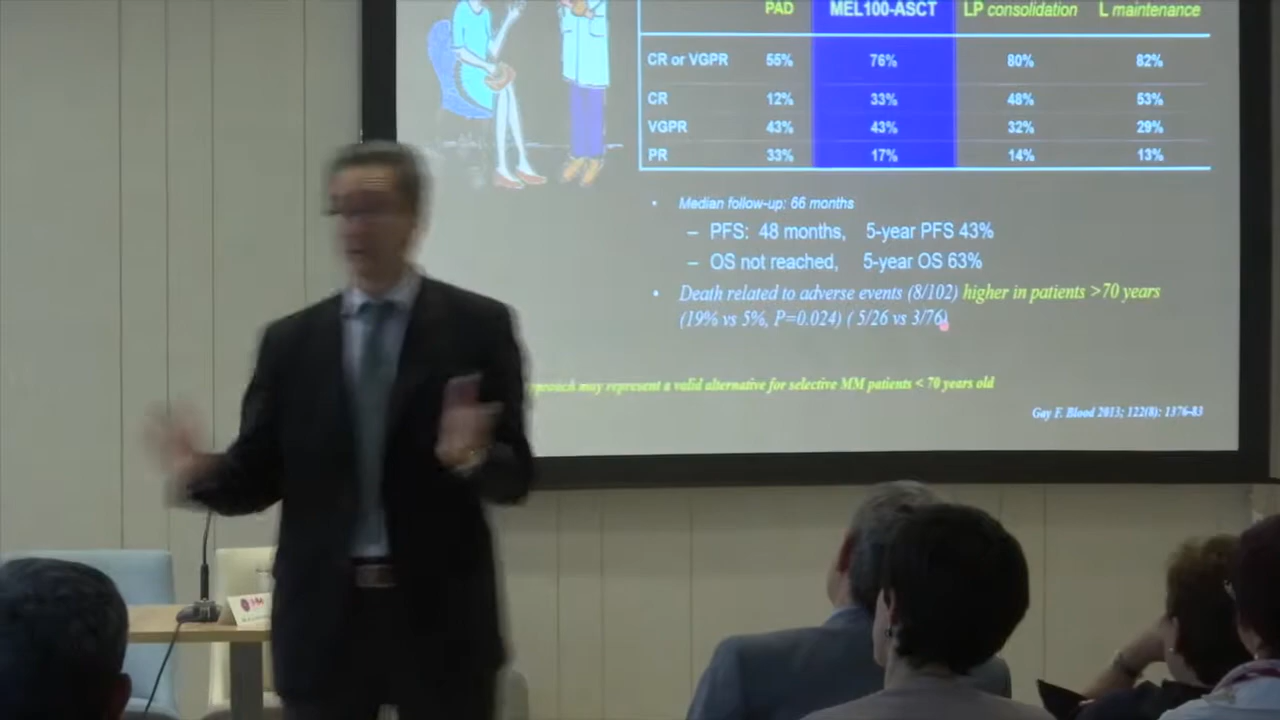 PAD MEL100-ASCT LP consolidation L maintenance
CR or VGPR 55% 76% 80% 82%
CR 12% 33% 48% 53%
VGPR 43% 43% 32% 29%
PR 33% 17% 14% 13%
• Median follow-up: 66 months
– PFS: 48 months, 5-year PFS 43%
– OS not reached, 5-year OS 63%
• Death related to adverse events (8/102) higher in patients >70 years
(19% vs 5%, P=0.024) ( 5/26 vs 3/76)
may represent a valid alternative for selective MM patients < 70 years old
Gay F. Blood 2013; 122(8): 1376-83